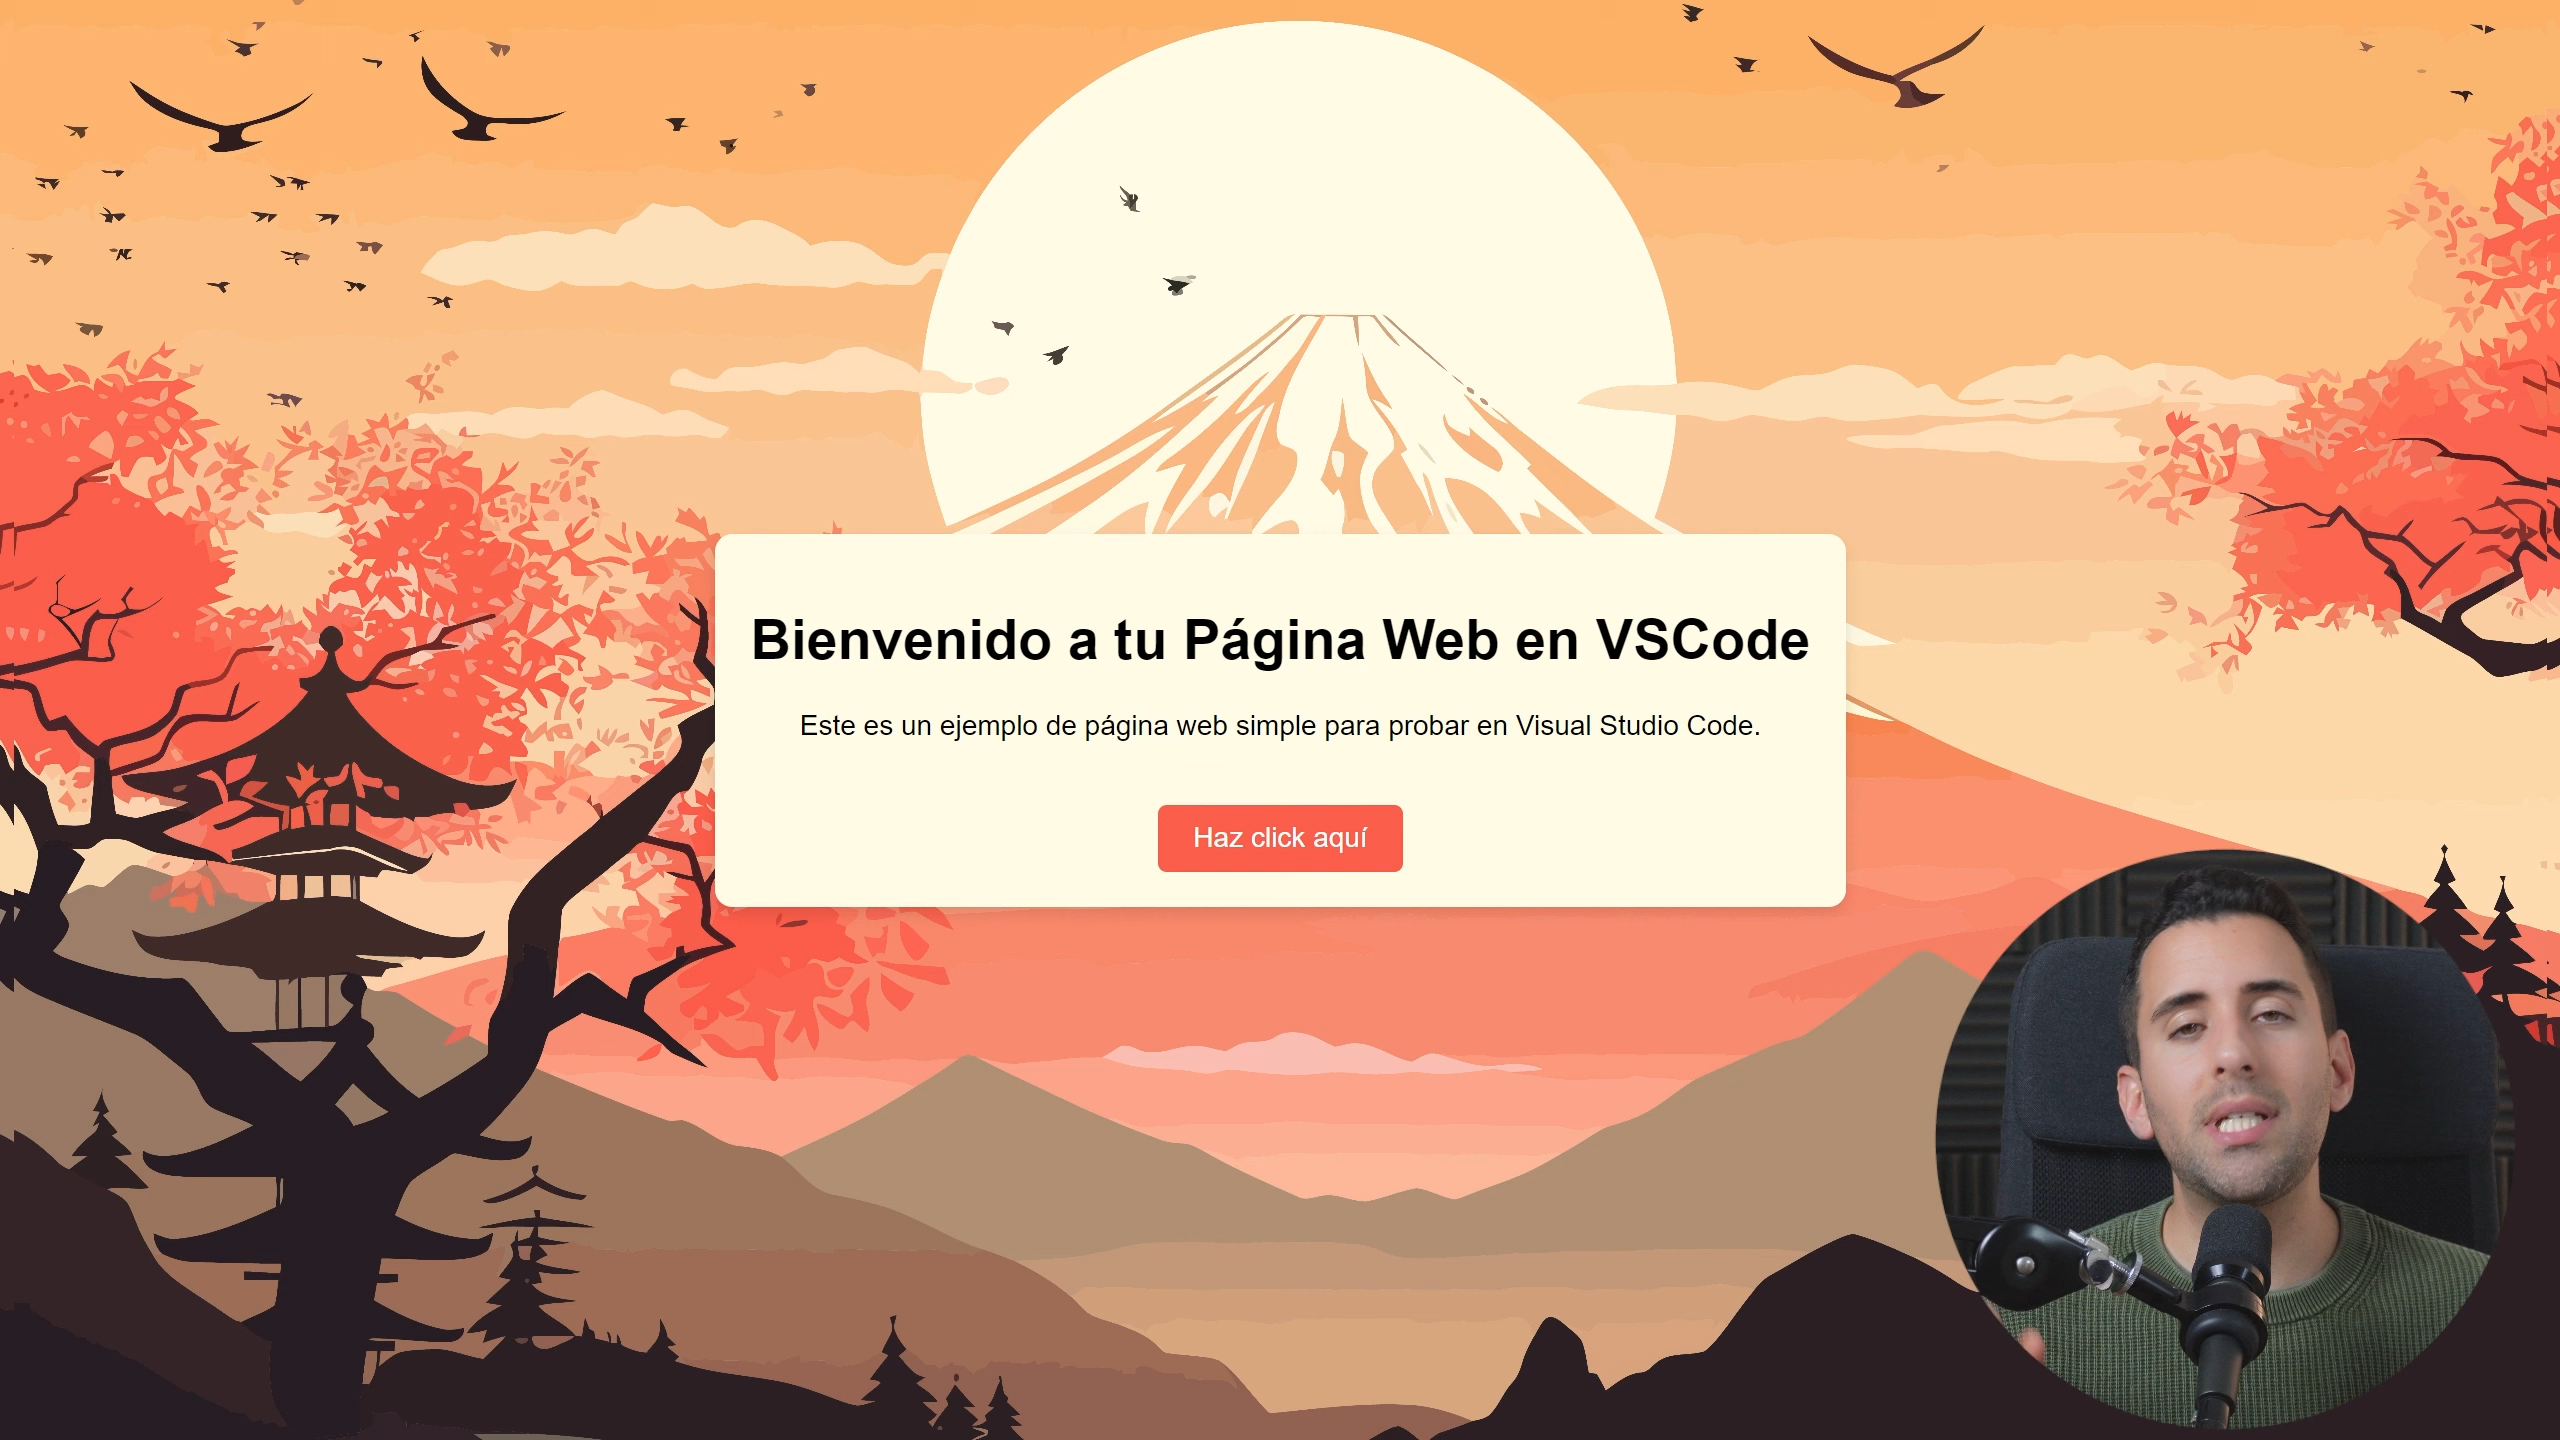 Bienvenido a tu Página Web en VSCode
Este es un ejemplo de página web simple para probar en Visual Studio Code.
Haz click aquí